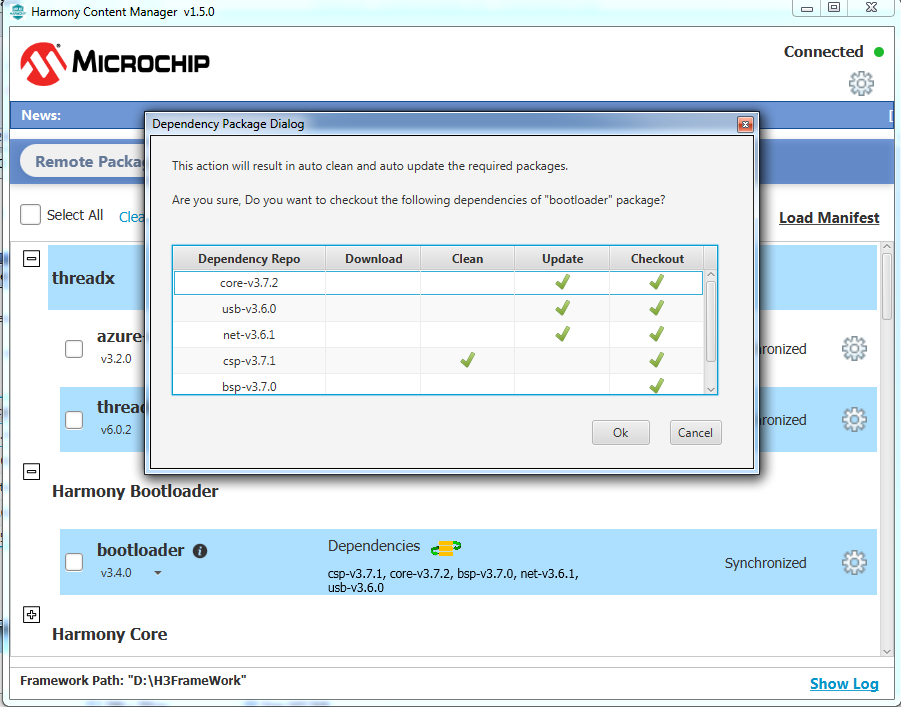 Harmony Content Manager v1.5.0
MICROCHIP
Connected
News:
Dependency Package Dialog
This action will result in auto clean and auto update the required packages.
Are you sure, Do you want to checkout the following dependencies of "bootloader" package?
Dependency Repo Download Clean Update Checkout
core-v3.7.2
usb-v3.6.0
net-v3.6.1
csp-v3.7.1
bsp-v3.7.0
Ok Cancel
Remote
Select All
Load Manifest
threadx
v3.2.0
v6.0.2
Harmony Bootloader
bootloader
v3.4.0
Dependencies
csp-v3.7.1, core-v3.7.2, bsp-v3.7.0, net-v3.6.1,
usb-v3.6.0
Synchronized
Harmony Core
Framework Path: "D:\H3FrameWork"
Show Log